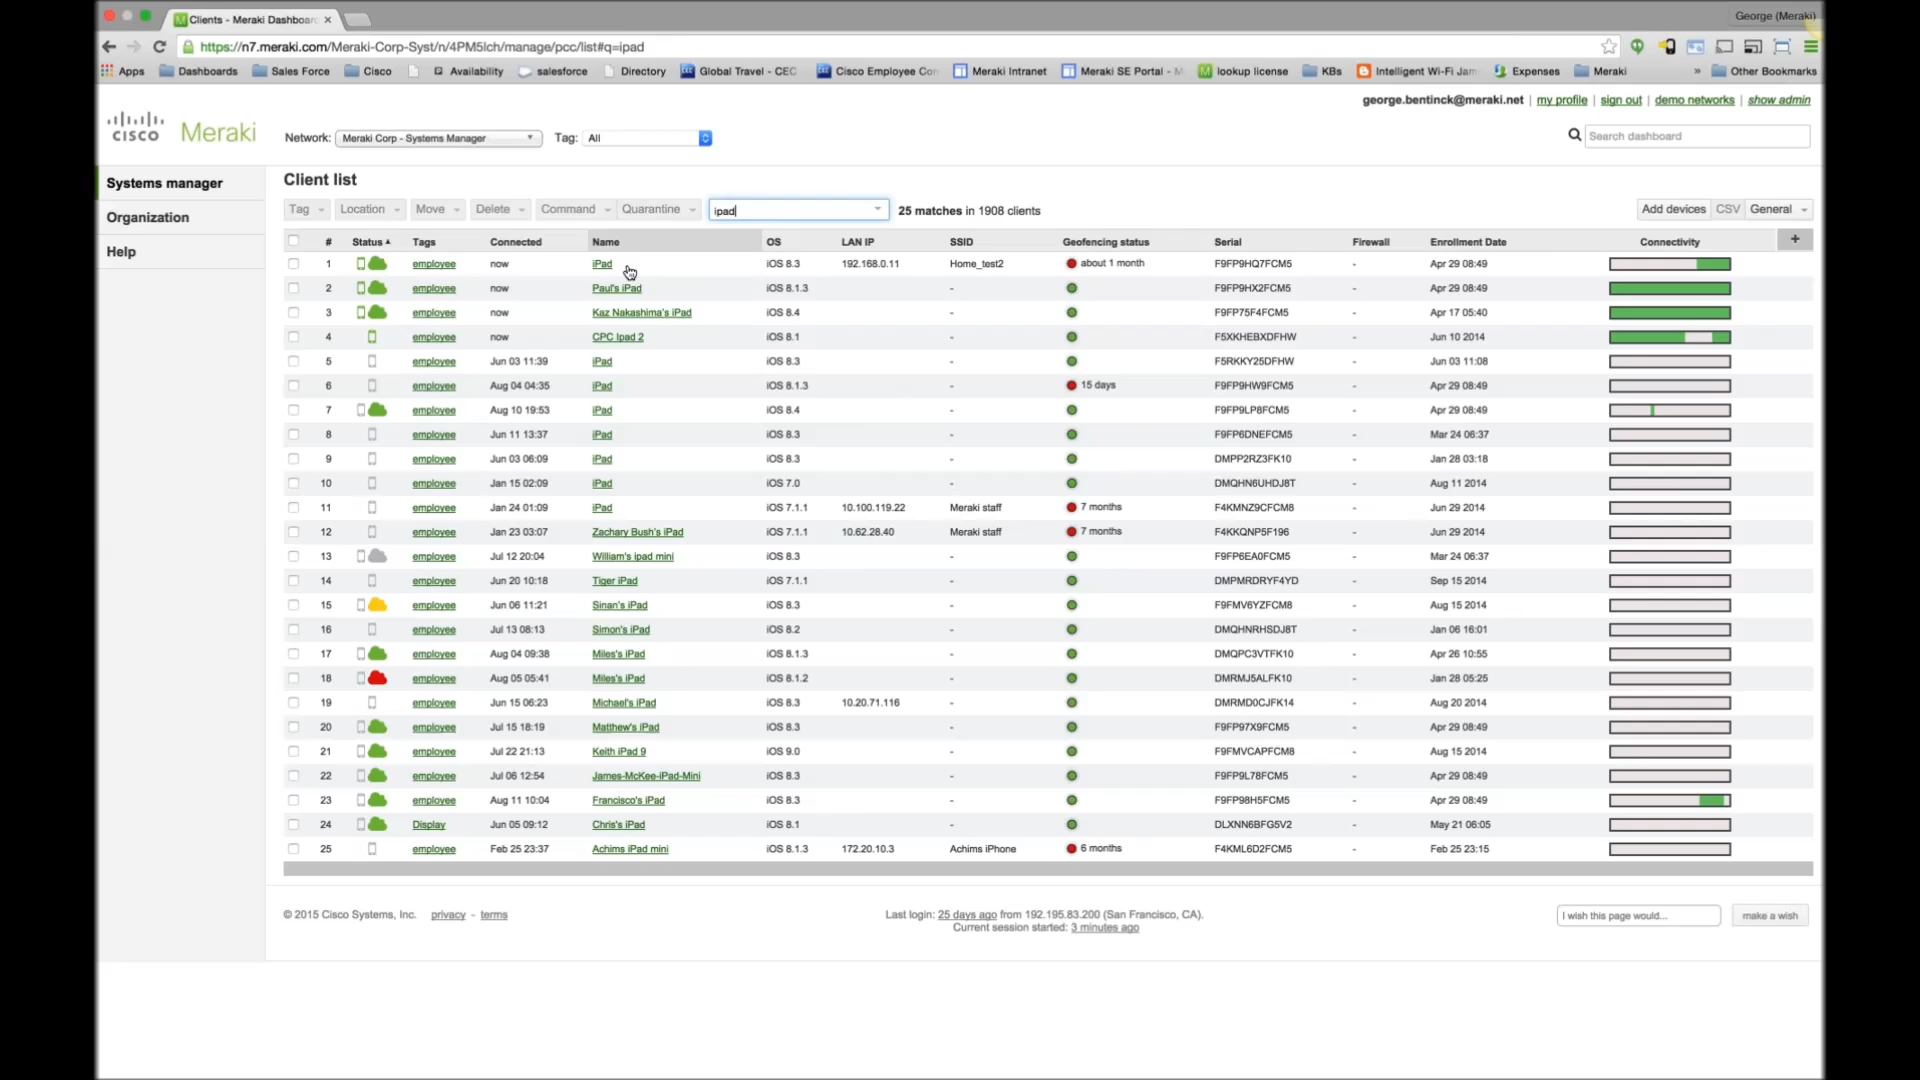 Clients - Meraki Dashboar
George (Meraki)
https://n7.meraki.com/Meraki-Corp-Syst/n/4PM5Ich/manage/pcc/list#q=ipad
Apps Dashboards Sales Force Cisco Availability salesforce Directory Global Travel - CEC Cisco Employee Con Meraki Intranet Meraki SE Portal - M lookup license KBs Intelligent Wi-Fi Jam Expenses Meraki » Other Bookmarks
george.bentinck@meraki.net | my profile | sign out | demo networks | show admin
CISCO Meraki Network: Meraki Corp - Systems Manager Tag: All Search dashboard
Systems manager
Organization
Help
Client list
Tag Location Move Delete Command Quarantine ipad 25 matches in 1908 clients Add devices CSV General
# Status Tags Connected Name OS LAN IP SSID Geofencing status Serial Firewall Enrollment Date Connectivity +
1 employee now iPad iOS 8.3 192.168.0.11 Home_test2 about 1 month F9FP9HQ7FCM5 - Apr 29 08:49
2 employee now Paul's iPad iOS 8.1.3 - F9FP9HX2FCM5 - Apr 29 08:49
3 employee now Kaz Nakashima's iPad iOS 8.4 - F9FP75F4FCM5 - Apr 17 05:40
4 employee now CPC Ipad 2 iOS 8.1 - F5XKHEBXDFHW - Jun 10 2014
5 employee Jun 03 11:39 iPad iOS 8.3 - F5RKKY25DFHW - Jun 03 11:08
6 employee Aug 04 04:35 iPad iOS 8.1.3 - 15 days F9FP9HW9FCM5 - Apr 29 08:49
7 employee Aug 10 19:53 iPad iOS 8.4 - F9FP9LP8FCM5 - Apr 29 08:49
8 employee Jun 11 13:37 iPad iOS 8.3 - F9FP6DNEFCM5 - Mar 24 06:37
9 employee Jun 03 06:09 iPad iOS 8.3 - DMPP2RZ3FK10 - Jan 28 03:18
10 employee Jan 15 02:09 iPad iOS 7.0 - DMQHN6UHDJ8T - Aug 11 2014
11 employee Jan 24 01:09 iPad iOS 7.1.1 10.100.119.22 Meraki staff 7 months F4KMNZ9CFCM8 - Jun 29 2014
12 employee Jan 23 03:07 Zachary Bush's iPad iOS 7.1.1 10.62.28.40 Meraki staff 7 months F4KKQNP5F196 - Jun 29 2014
13 employee Jul 12 20:04 William's ipad mini iOS 8.3 - F9FP6EA0FCM5 - Mar 24 06:37
14 employee Jun 20 10:18 Tiger iPad iOS 7.1.1 - DMPMRDRYF4YD - Sep 15 2014
15 employee Jun 06 11:21 Sinan's iPad iOS 8.3 - F9FMV6YZFCM8 - Aug 15 2014
16 employee Jul 13 08:13 Simon's iPad iOS 8.2 - DMQHNRHSDJ8T - Jan 06 16:01
17 employee Aug 04 09:38 Miles's iPad iOS 8.1.3 - DMQPC3VTFK10 - Apr 26 10:55
18 employee Aug 05 05:41 Miles's iPad iOS 8.1.2 - DMRMJ5ALFK10 - Jan 28 05:25
19 employee Jun 15 06:23 Michael's iPad iOS 8.3 10.20.71.116 - DMRMD0CJFK14 - Aug 20 2014
20 employee Jul 15 18:19 Matthew's iPad iOS 8.3 - F9FP97X9FCM5 - Apr 29 08:49
21 employee Jul 22 21:13 Keith iPad 9 iOS 9.0 - F9FMVCAPFCM8 - Aug 15 2014
22 employee Jul 06 12:54 James-McKee-iPad-Mini iOS 8.3 - F9FP9L78FCM5 - Apr 29 08:49
23 employee Aug 11 10:04 Francisco's iPad iOS 8.3 - F9FP98H5FCM5 - Apr 29 08:49
24 Display Jun 05 09:12 Chris's iPad iOS 8.1 - DLXNN6BFG5V2 - May 21 06:05
25 employee Feb 25 23:37 Achims iPad mini iOS 8.1.3 172.20.10.3 Achims iPhone 6 months F4KML6D2FCM5 - Feb 25 23:15
© 2015 Cisco Systems, Inc. privacy - terms
Last login: 25 days ago from 192.195.83.200 (San Francisco, CA).
Current session started: 3 minutes ago
I wish this page would... make a wish